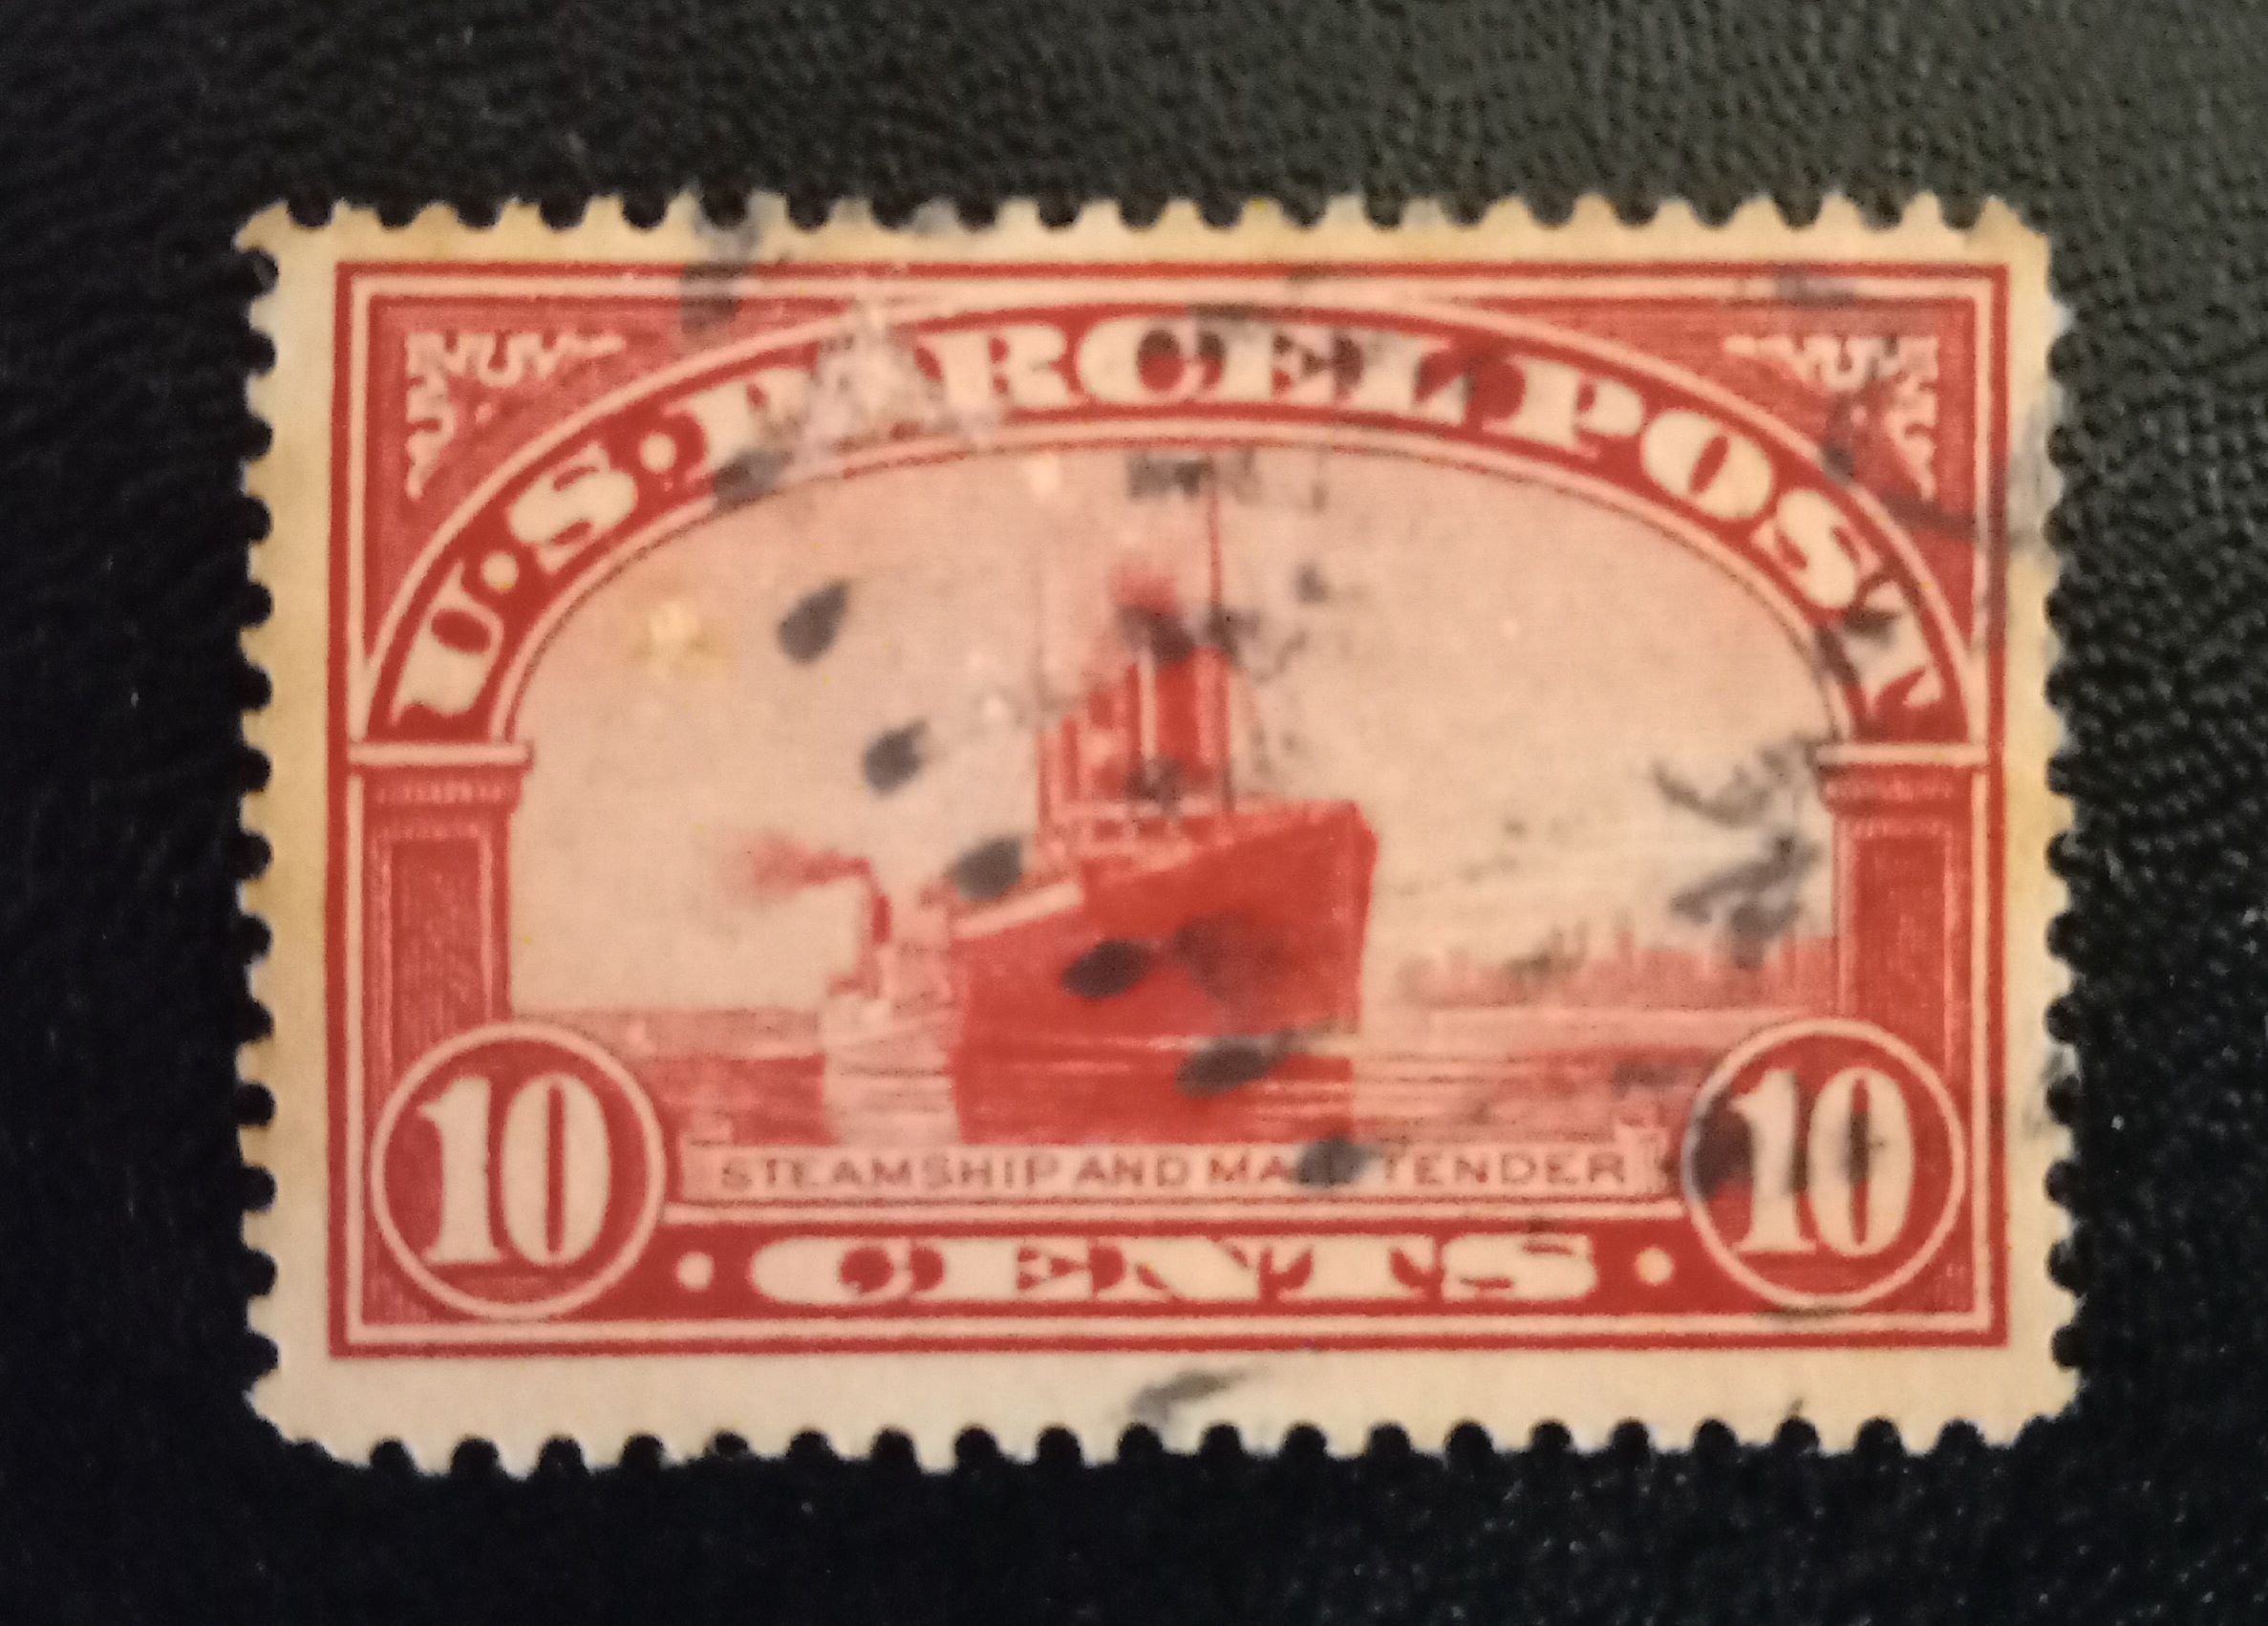 U.S. PARCEL POST
STEAMSHIP AND MAIL TENDER
10 10
· CENTS ·